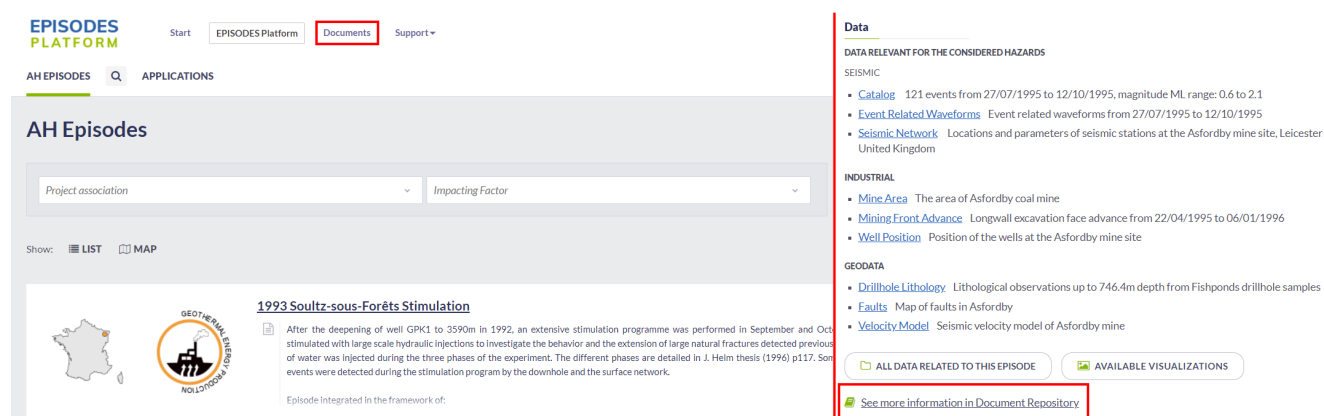 EPISODES
PLATFORM
Start
EPISODES Platform
Documents
Support
AH EPISODES
APPLICATIONS
AH Episodes
Project association
Impacting Factor
Show:
LIST
MAP
GEOTHERMAL ENERGY PRODUCTION
1993 Soultz-sous-Forêts Stimulation
After the deepening of well GPK1 to 3590m in 1992, an extensive stimulation programme was performed in September and Octo
stimulated with large scale hydraulic injections to investigate the behavior and the extension of large natural fractures detected previous
of water was injected during the three phases of the experiment. The different phases are detailed in J. Helm thesis (1996) p117. Som
events were detected during the stimulation program by the downhole and the surface network.
Episode integrated in the framework of:
Data
DATA RELEVANT FOR THE CONSIDERED HAZARDS
SEISMIC
Catalog 121 events from 27/07/1995 to 12/10/1995, magnitude ML range: 0.6 to 2.1
Event Related Waveforms Event related waveforms from 27/07/1995 to 12/10/1995
Seismic Network Locations and parameters of seismic stations at the Asfordby mine site, Leicester
United Kingdom
INDUSTRIAL
Mine Area The area of Asfordby coal mine
Mining Front Advance Longwall excavation face advance from 22/04/1995 to 06/01/1996
Well Position Position of the wells at the Asfordby mine site
GEODATA
Drillhole Lithology Lithological observations up to 746.4m depth from Fishponds drillhole samples
Faults Map of faults in Asfordby
Velocity Model Seismic velocity model of Asfordby mine
ALL DATA RELATED TO THIS EPISODE
AVAILABLE VISUALIZATIONS
See more information in Document Repository